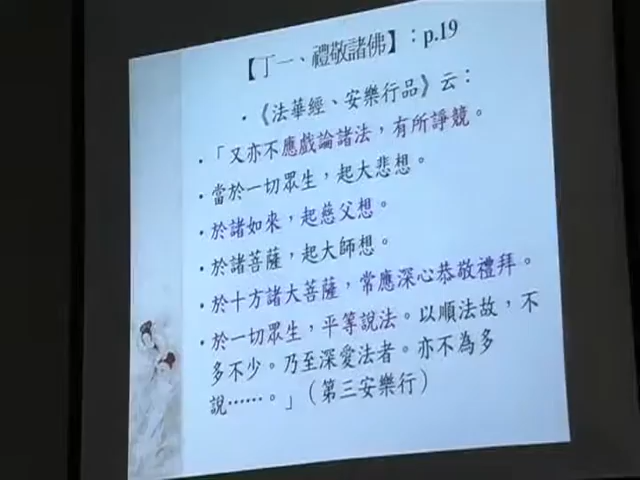 【丁一、禮敬諸佛】：p.19
•《法華經、安樂行品》云：
•「又亦不應戲論諸法，有所諍競。
•當於一切眾生，起大悲想。
•於諸如來，起慈父想。
•於諸菩薩，起大師想。
•於十方諸大菩薩，常應深心恭敬禮拜。
•於一切眾生，平等說法。以順法故，不
多不少。乃至深愛法者。亦不為多
說……。」（第三安樂行）